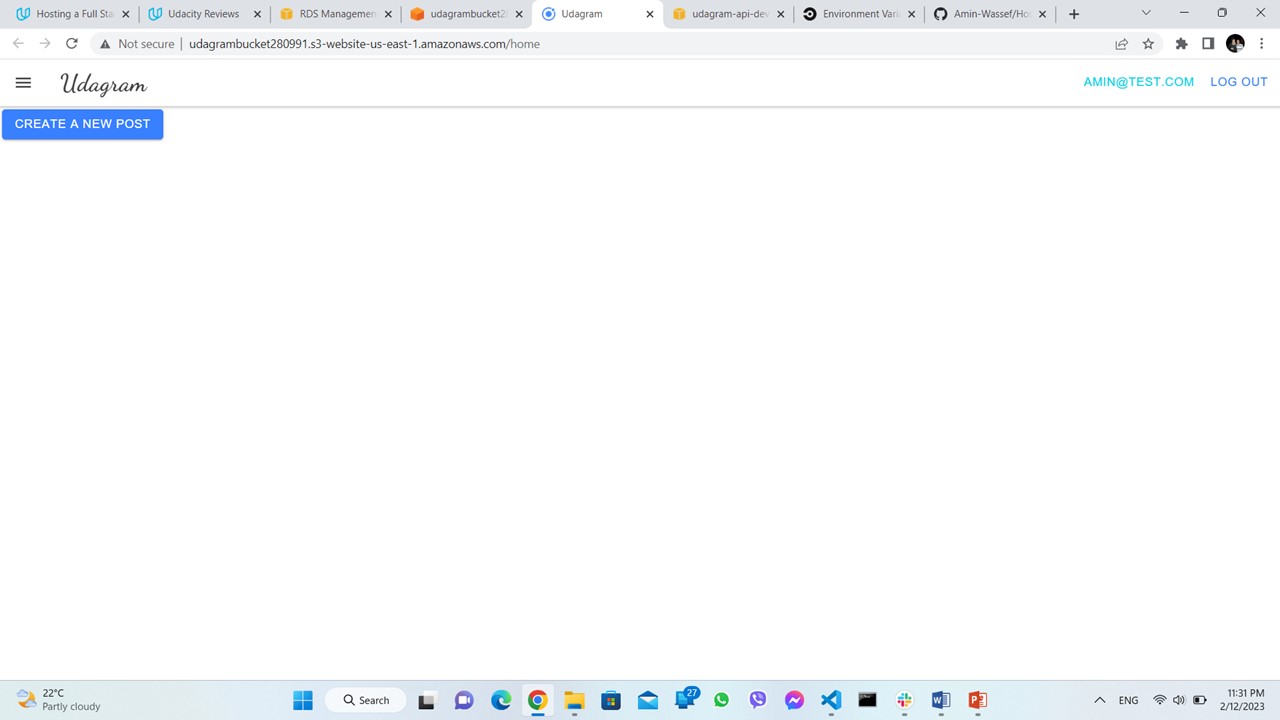 Hosting a Full Sta
Udacity Reviews
RDS Managemen
udagrambucket2
Udagram
udagram-api-dev
Environment Vari
Amin-Wassef/Ho
Not secure
udagrambucket280991.s3-website-us-east-1.amazonaws.com/home
Udagram
AMIN@TEST.COM
LOG OUT
CREATE A NEW POST
22°C
Partly cloudy
Search
27
ENG
11:31 PM
2/12/2023